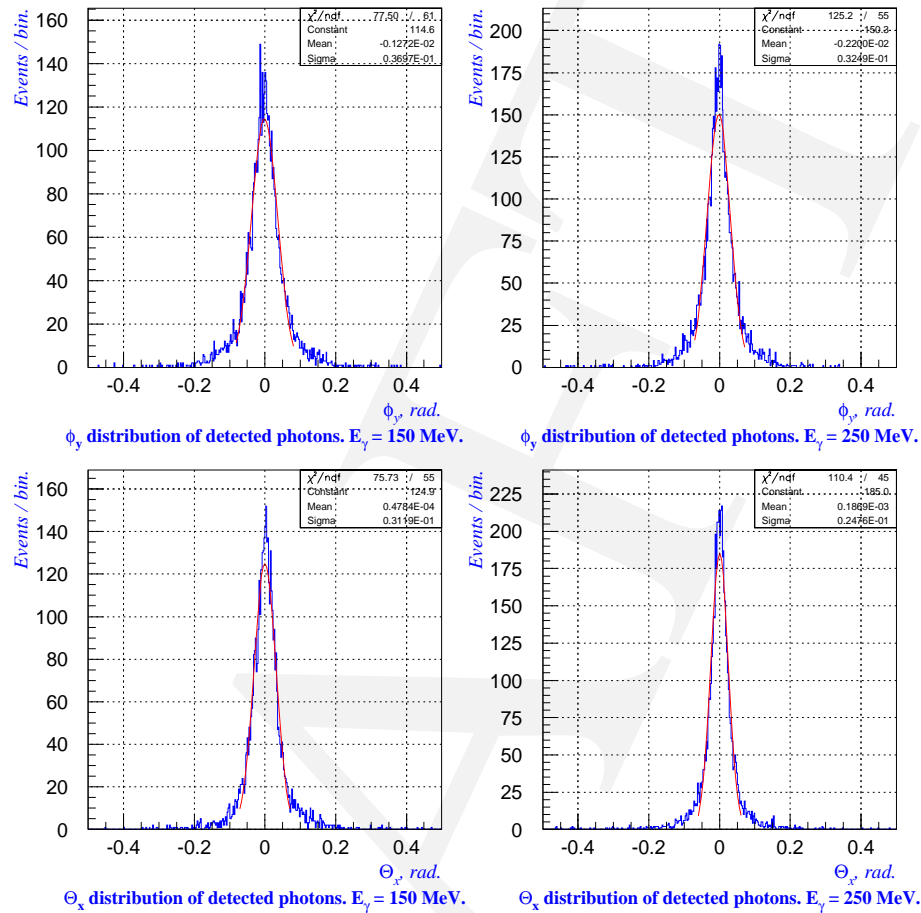 χ²/ndf 77.50 / 61
Constant 114.6
Mean -0.1272E-02
Sigma 0.3697E-01
Events / bin.
160
140
120
100
80
60
40
20
0
-0.4 -0.2 0 0.2 0.4
ϕy, rad.
ϕy distribution of detected photons. Eγ = 150 MeV.
χ²/ndf 125.2 / 55
Constant 150.3
Mean -0.2200E-02
Sigma 0.3249E-01
Events / bin.
200
175
150
125
100
75
50
25
0
-0.4 -0.2 0 0.2 0.4
ϕy, rad.
ϕy distribution of detected photons. Eγ = 250 MeV.
χ²/ndf 75.73 / 55
Constant 124.9
Mean 0.4784E-04
Sigma 0.3119E-01
Events / bin.
160
140
120
100
80
60
40
20
0
-0.4 -0.2 0 0.2 0.4
Θx, rad.
Θx distribution of detected photons. Eγ = 150 MeV.
χ²/ndf 110.4 / 45
Constant 185.0
Mean 0.1869E-03
Sigma 0.2476E-01
Events / bin.
225
200
175
150
125
100
75
50
25
0
-0.4 -0.2 0 0.2 0.4
Θx, rad.
Θx distribution of detected photons. Eγ = 250 MeV.